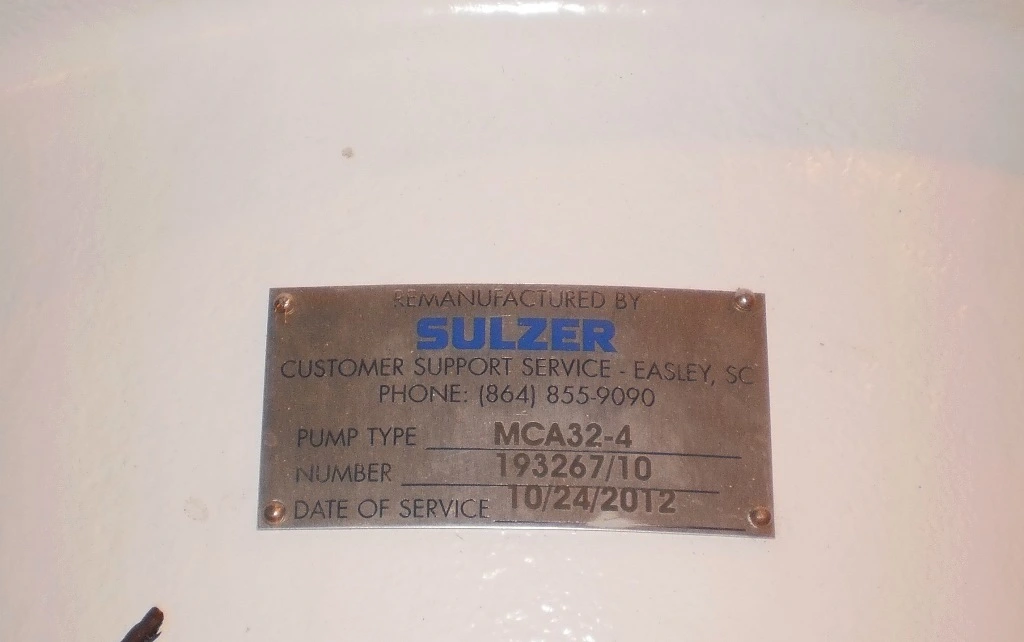 REMANUFACTURED BY
SULZER
CUSTOMER SUPPORT SERVICE - EASLEY, SC
PHONE: (864) 855-9090
PUMP TYPE MCA32-4
NUMBER 193267/10
DATE OF SERVICE 10/24/2012